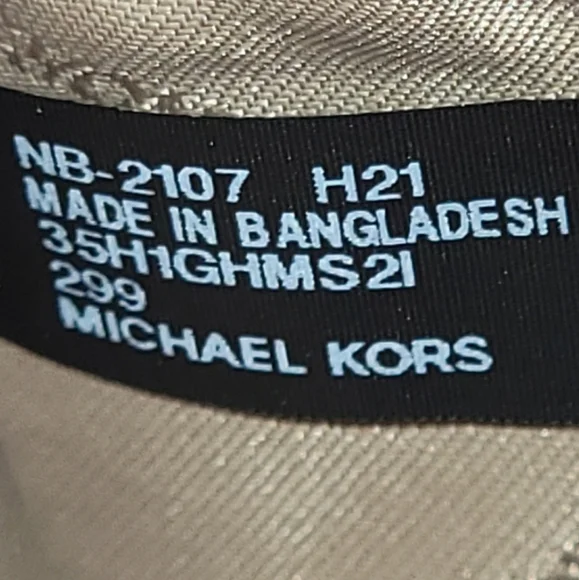 NB-2107 H21
MADE IN BANGLADESH
35H1GHMS2I
299
MICHAEL KORS